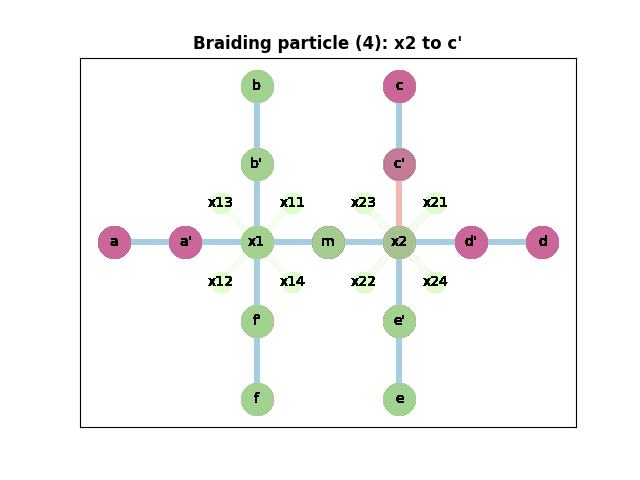 Braiding particle (4): x2 to c'
b
c
b'
c'
x13
x11
x23
x21
a
a'
x1
m
x2
d'
d
x12
x14
x22
x24
f'
e'
f
e